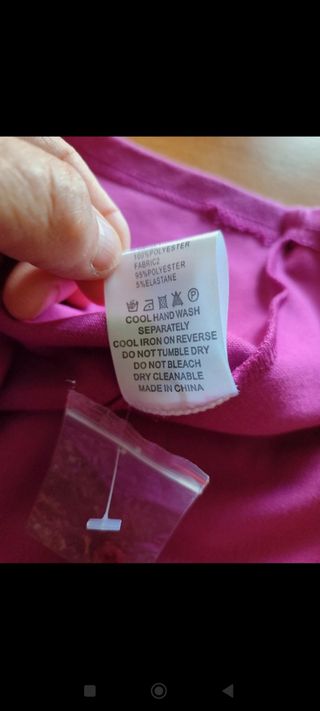 100%POLYESTER
FABRIC2
95%POLYESTER
5%ELASTANE
COOL HAND WASH
SEPARATELY
COOL IRON ON REVERSE
DO NOT TUMBLE DRY
DO NOT BLEACH
DRY CLEANABLE
MADE IN CHINA